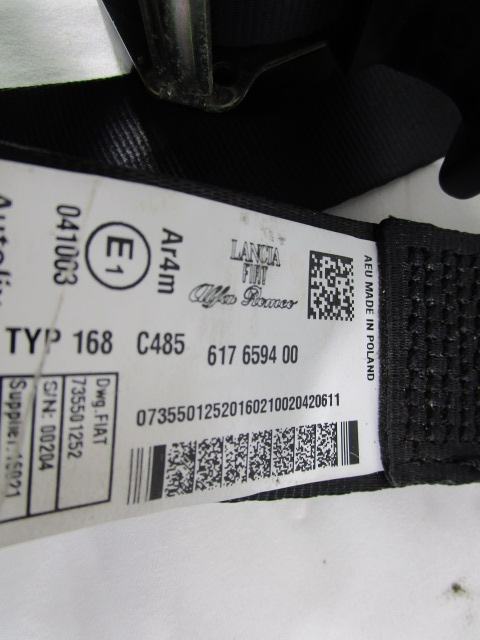 041063
E1
Ar4m
LANCIA
FIAT
Alfa Romeo
AEU MADE IN POLAND
TYP 168 C485 617 6594 00
07355012520160210020420611
Dwg.FIAT
735501252
S/N: 00204